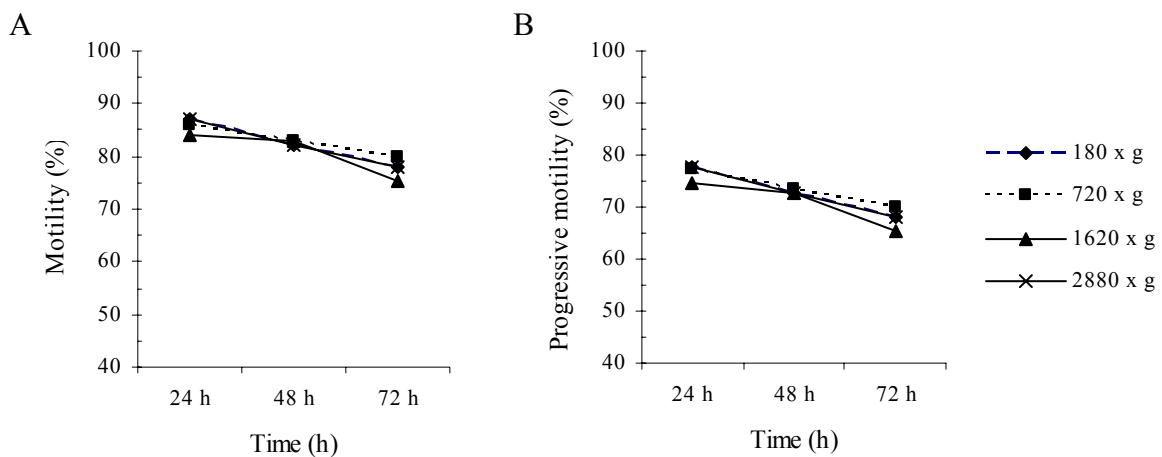 A
Motility (%)
100
90
80
70
60
50
40
24 h 48 h 72 h
Time (h)
B
Progressive motility (%)
100
90
80
70
60
50
40
24 h 48 h 72 h
Time (h)
180 x g
720 x g
1620 x g
2880 x g